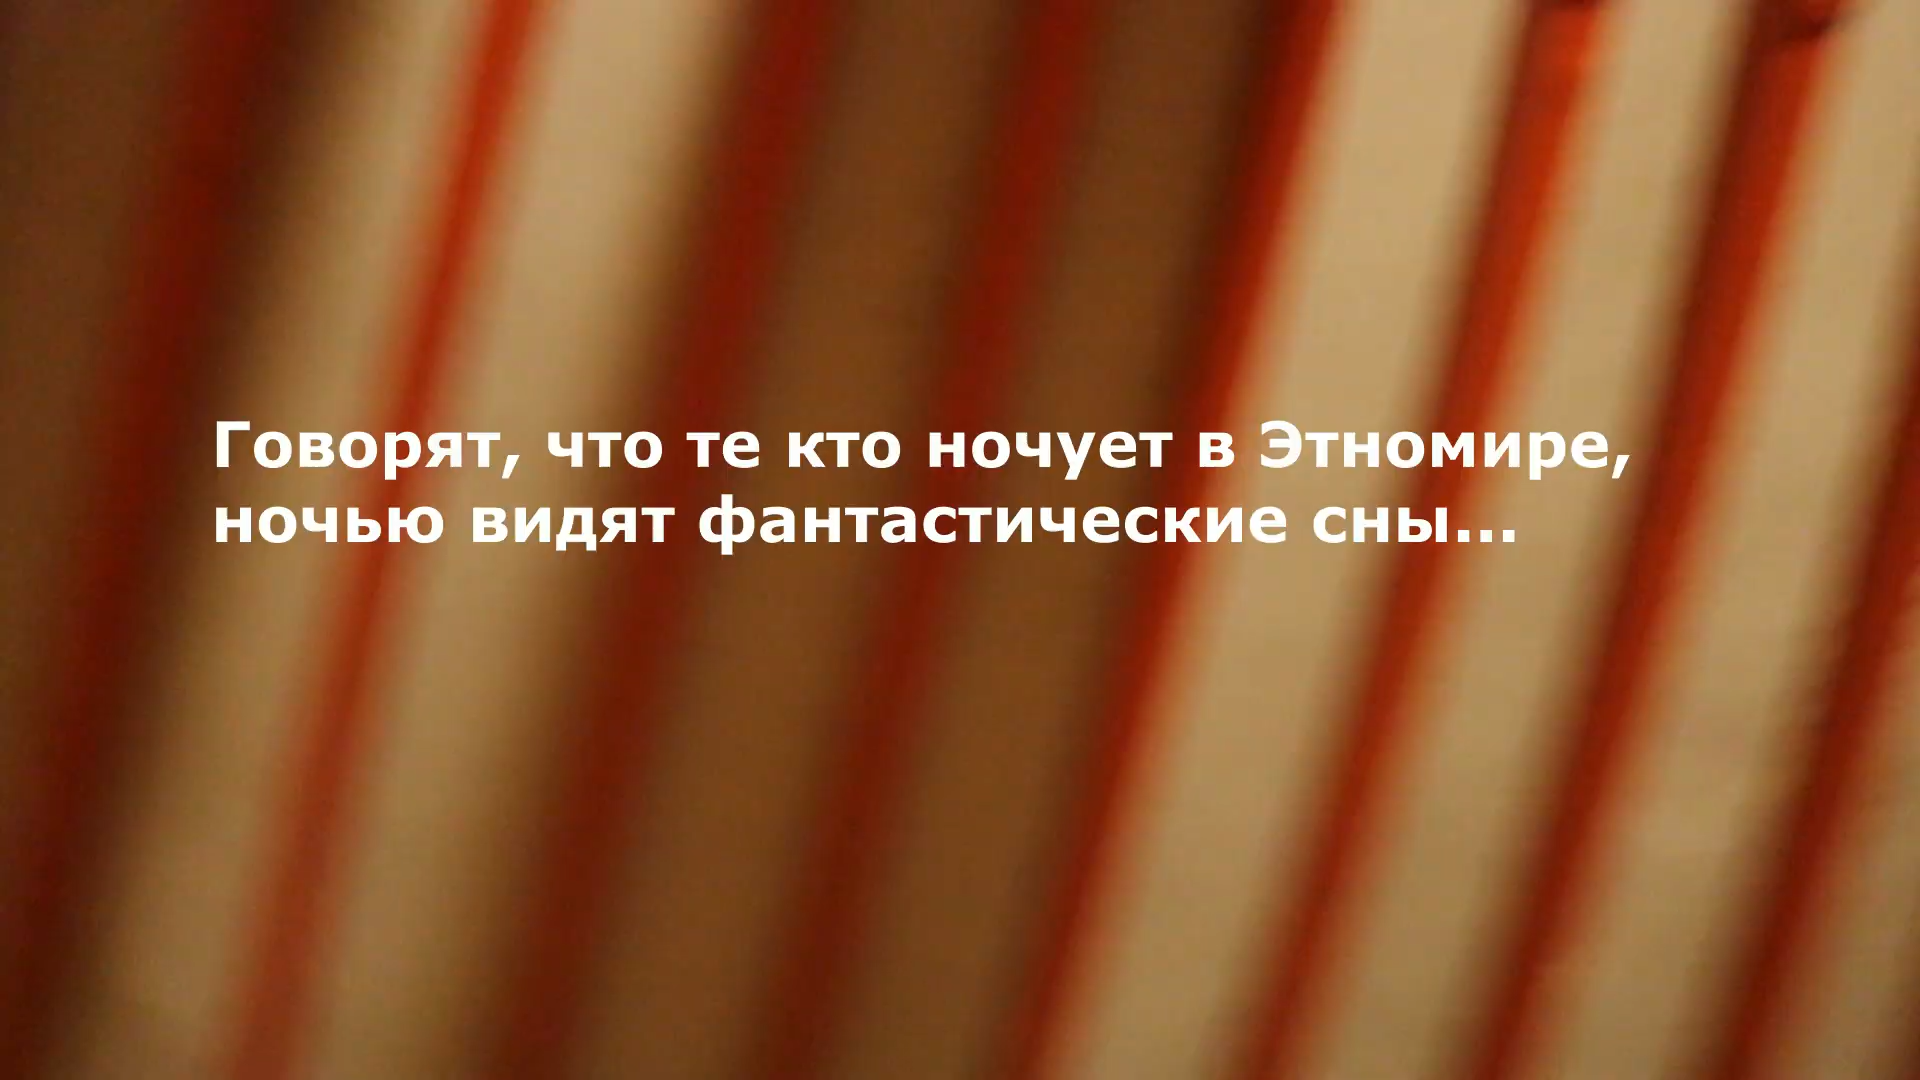 Говорят, что те кто ночует в Этномире,
ночью видят фантастические сны...